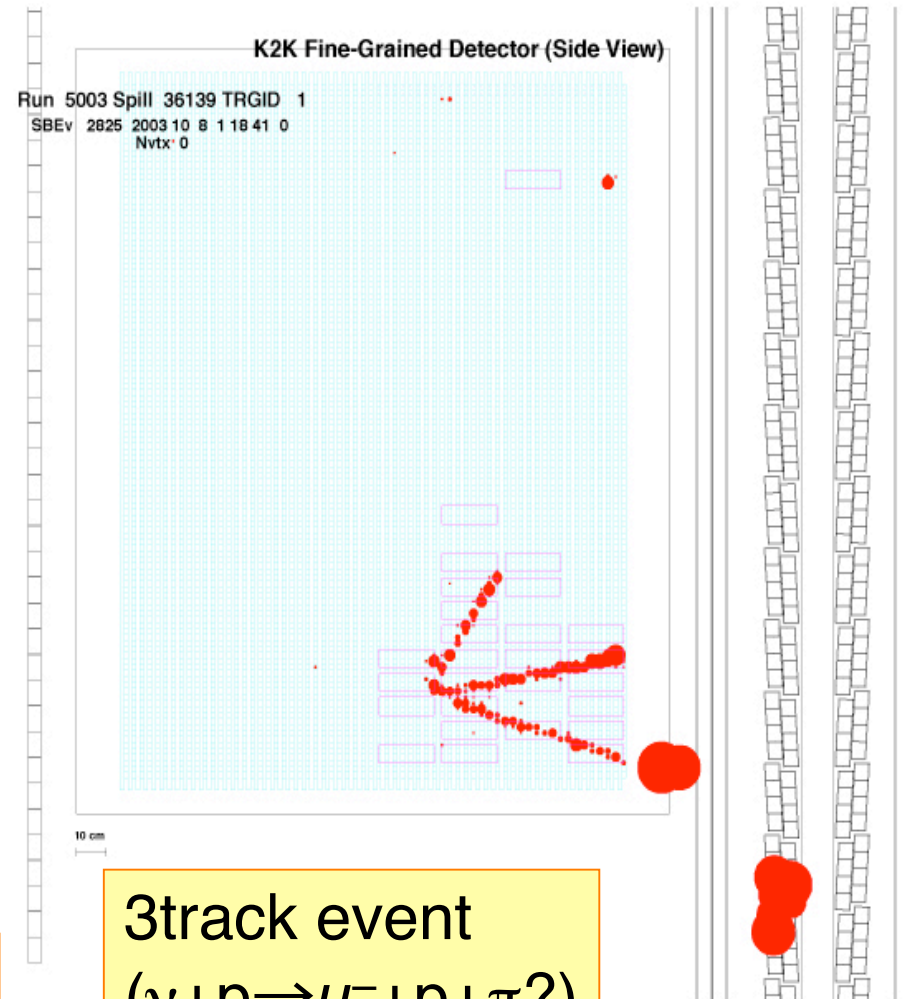 K2K Fine-Grained Detector (Side View)
Run 5003 Spill 36139 TRGID 1
SBEv 2825 2003 10 8 1 18 41 0
Nvtx 0
10 cm
3track event
(ν+n→μ⁻+p+π?)